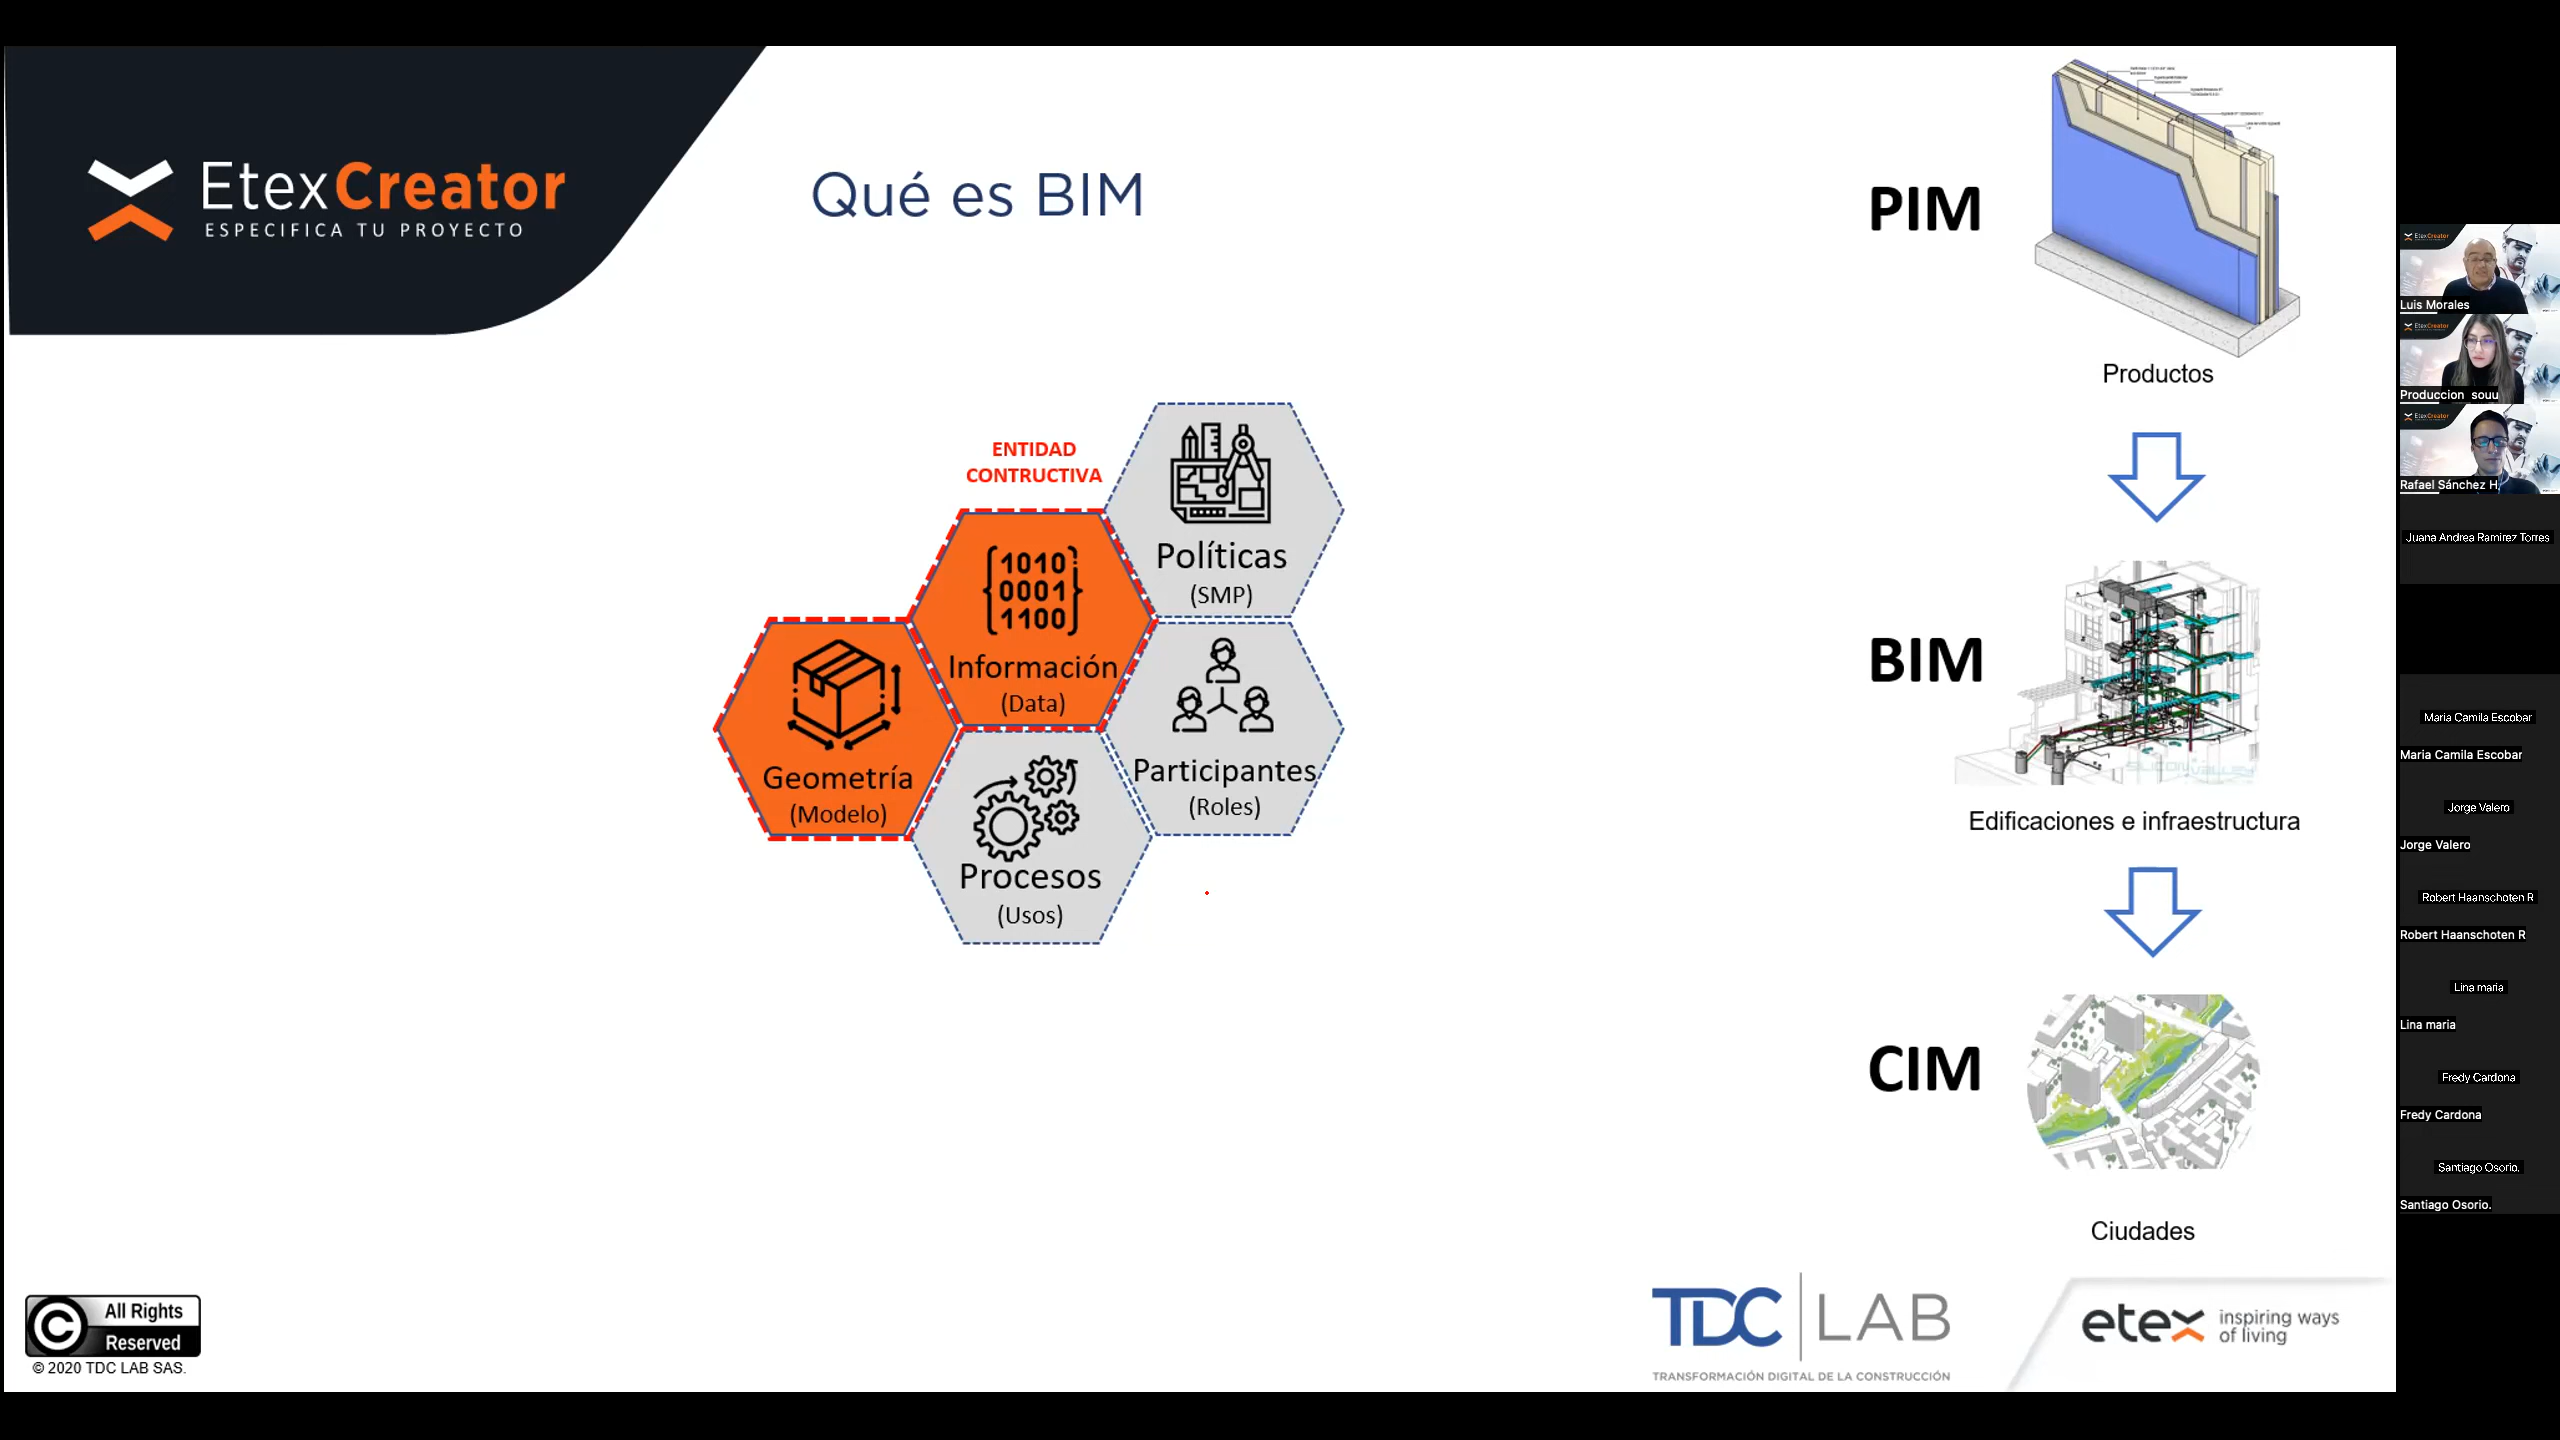 EtexCreator
ESPECIFICA TU PROYECTO
Qué es BIM
ENTIDAD
CONTRUCTIVA
Políticas
(SMP)
1010
0001
1100
Información
(Data)
Geometría
(Modelo)
Participantes
(Roles)
Procesos
(Usos)
PIM
Productos
BIM
Edificaciones e infraestructura
CIM
Ciudades
All Rights
Reserved
© 2020 TDC LAB SAS.
TDC LAB
TRANSFORMACIÓN DIGITAL DE LA CONSTRUCCIÓN
etex inspiring ways
of living
EtexCreator
Luis Morales
EtexCreator
Produccion souu
EtexCreator
Rafael Sánchez H.
Juana Andrea Ramirez Torres
Maria Camila Escobar
Maria Camila Escobar
Jorge Valero
Jorge Valero
Robert Haanschoten R
Robert Haanschoten R
Lina maria
Lina maria
Fredy Cardona
Fredy Cardona
Santiago Osorio.
Santiago Osorio.